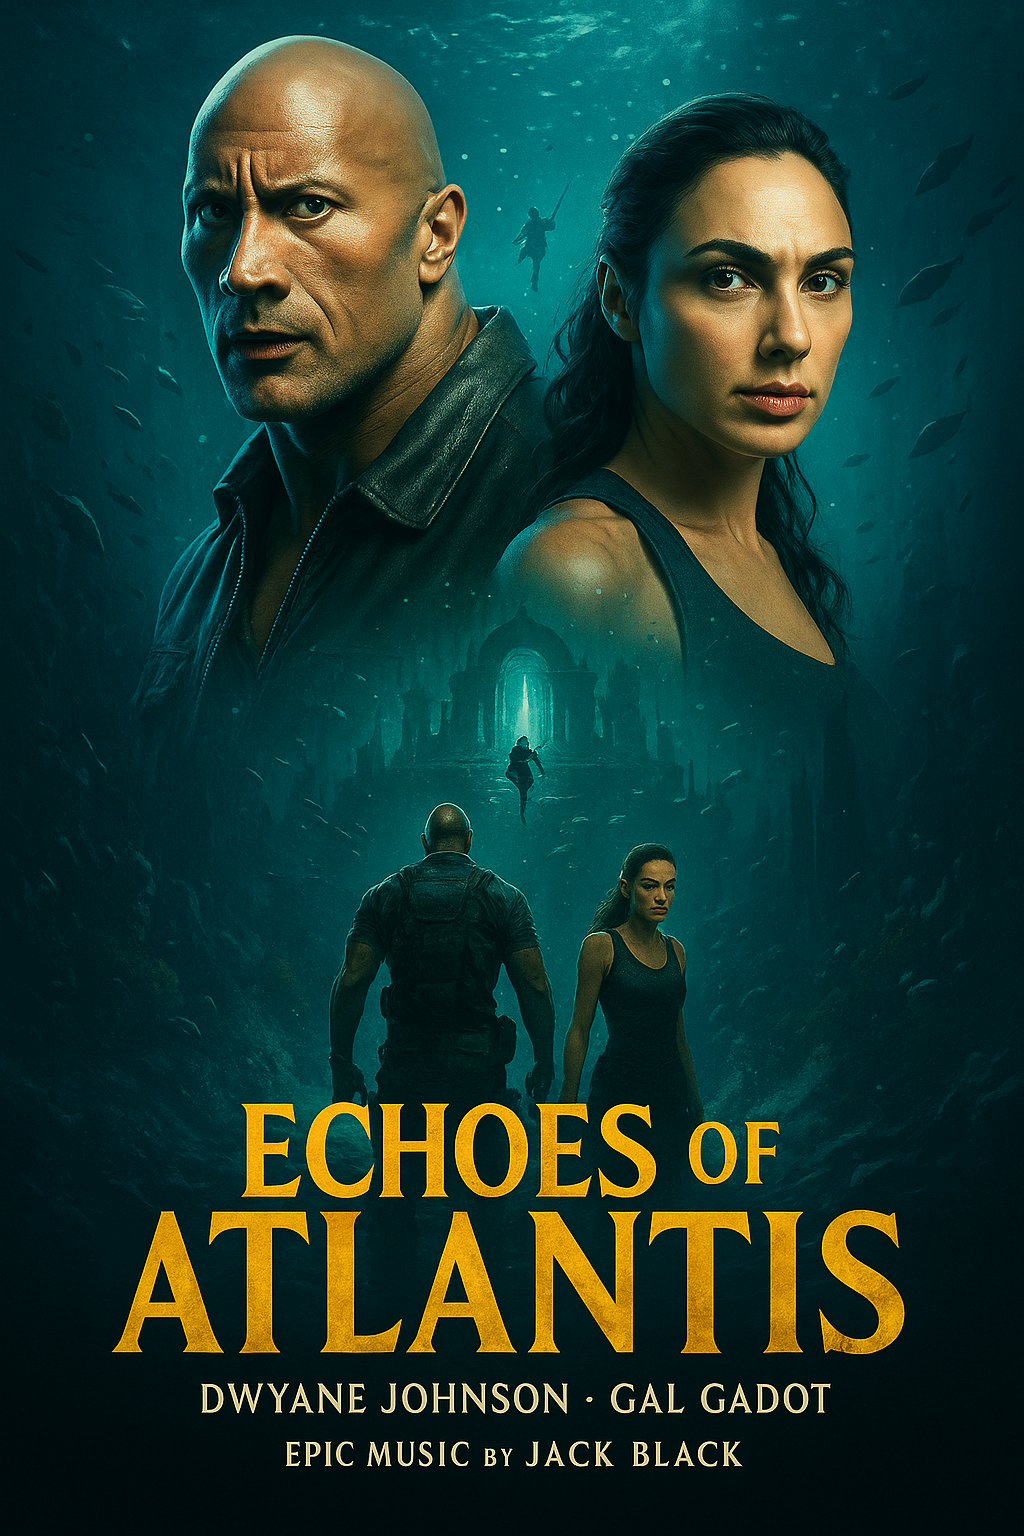 ECHOES OF
ATLANTIS
DWYANE JOHNSON · GAL GADOT
EPIC MUSIC BY JACK BLACK